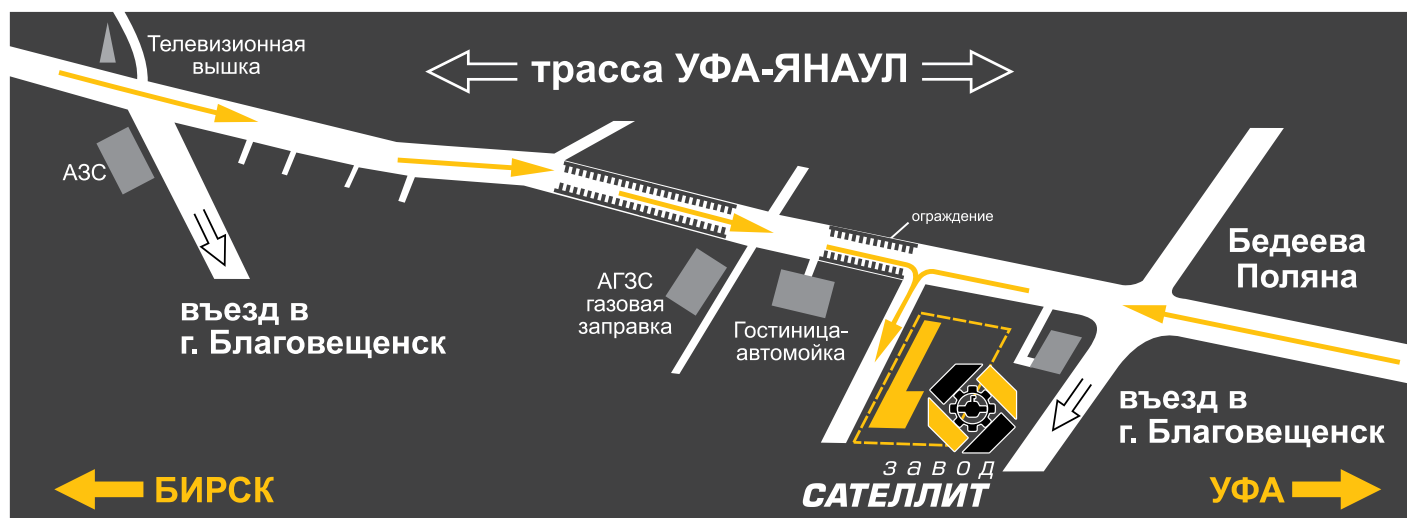 Телевизионная
вышка
трасса УФА-ЯНАУЛ
АЗС
ограждение
Бедеева
Поляна
АГЗС
газовая
заправка
въезд в
г. Благовещенск
Гостиница-
автомойка
въезд в
г. Благовещенск
завод
САТЕЛЛИТ
БИРСК
УФА